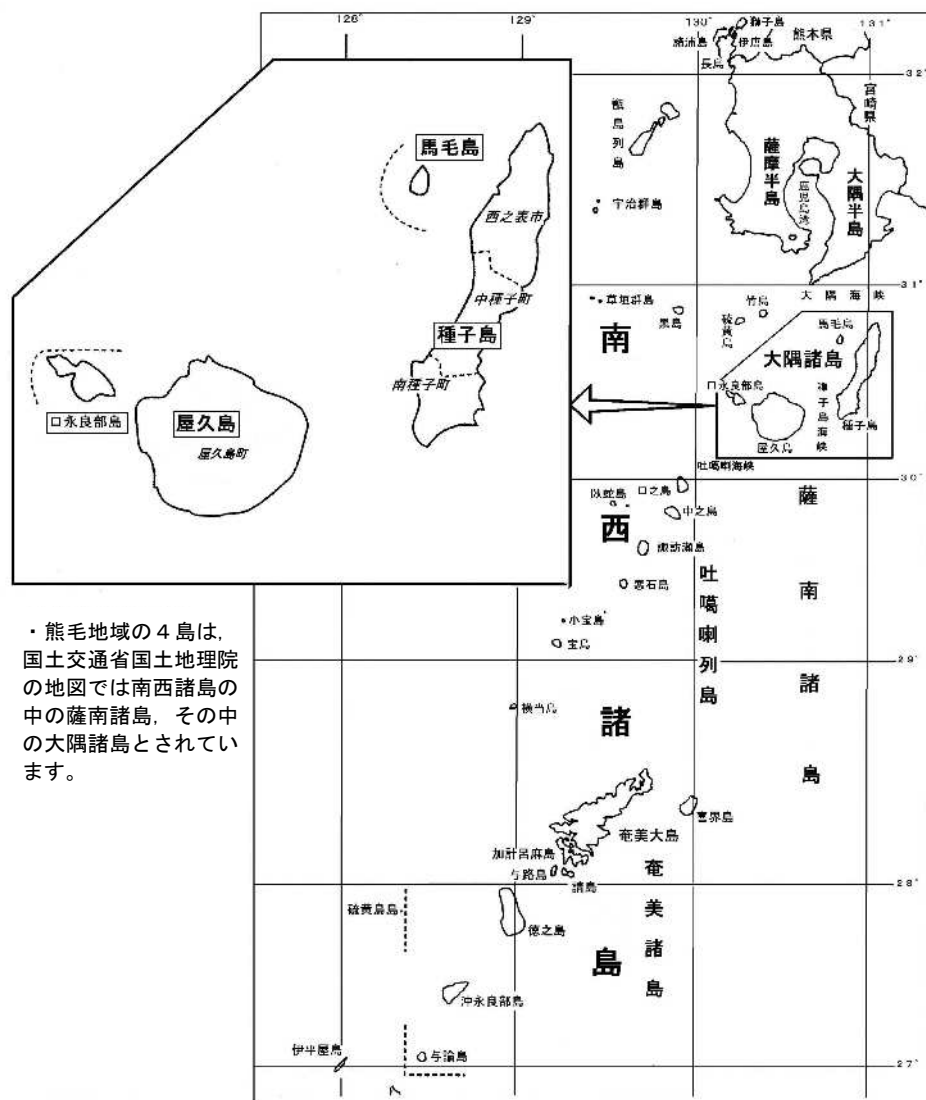 126°
129°
130°
131°
獅子島
諸浦島
伊唐島
長島
熊本県
32°
宮崎県
甑島列島
薩摩半島
鹿児島湾
大隅半島
宇治群島
31°
大隅海峡
草垣群島
黒島
硫黄島
竹島
馬毛島
大隅諸島
口永良部島
屋久島
種子島海峡
種子島
馬毛島
西之表市
中種子町
種子島
南種子町
口永良部島
屋久島
屋久島町
吐噶喇海峡
30°
臥蛇島
口之島
中之島
諏訪瀬島
悪石島
小宝島
宝島
吐噶喇列島
薩南諸島
29°
横当島
・熊毛地域の4島は,
国土交通省国土地理院
の地図では南西諸島の
中の薩南諸島, その中
の大隅諸島とされてい
ます。
南西諸島
喜界島
奄美大島
加計呂麻島
与路島
請島
28°
奄美諸島
硫黄鳥島
徳之島
沖永良部島
伊平屋島
与論島
27°